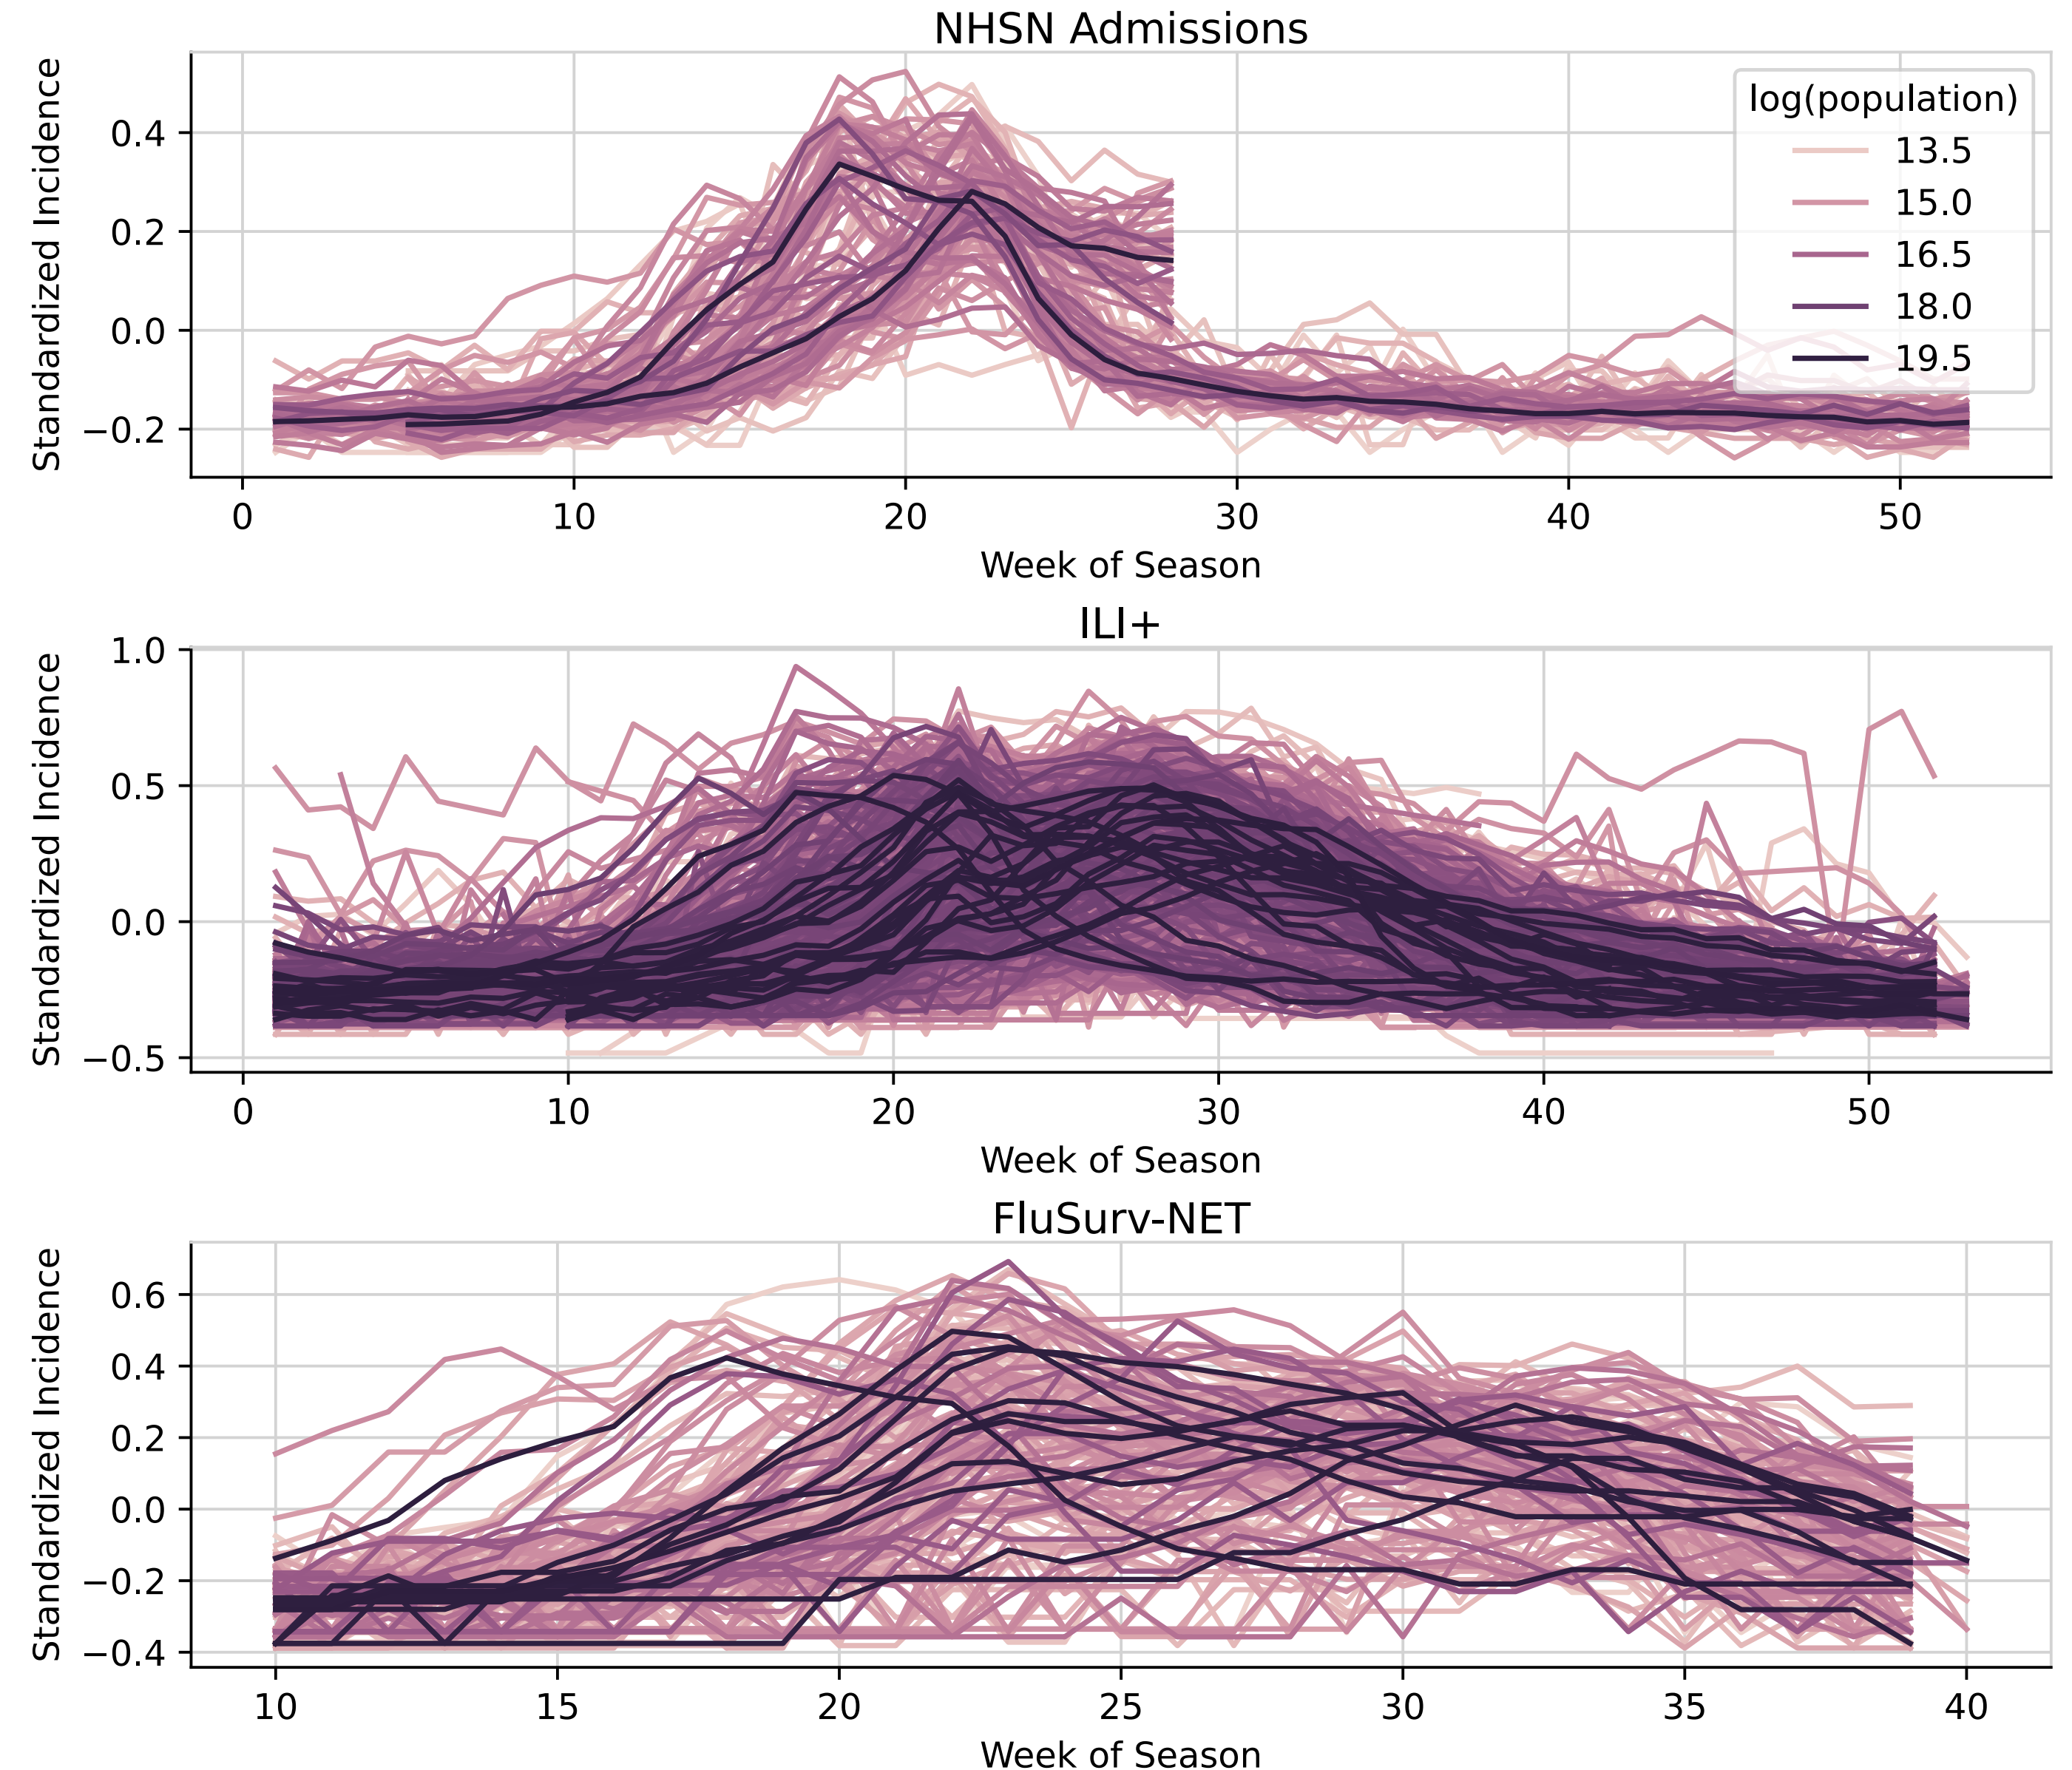 NHSN Admissions
Standardized Incidence
0.4
0.2
0.0
−0.2
log(population)
13.5
15.0
16.5
18.0
19.5
0 10 20 30 40 50
Week of Season
ILI+
Standardized Incidence
1.0
0.5
0.0
−0.5
0 10 20 30 40 50
Week of Season
FluSurv-NET
Standardized Incidence
0.6
0.4
0.2
0.0
−0.2
−0.4
10 15 20 25 30 35 40
Week of Season